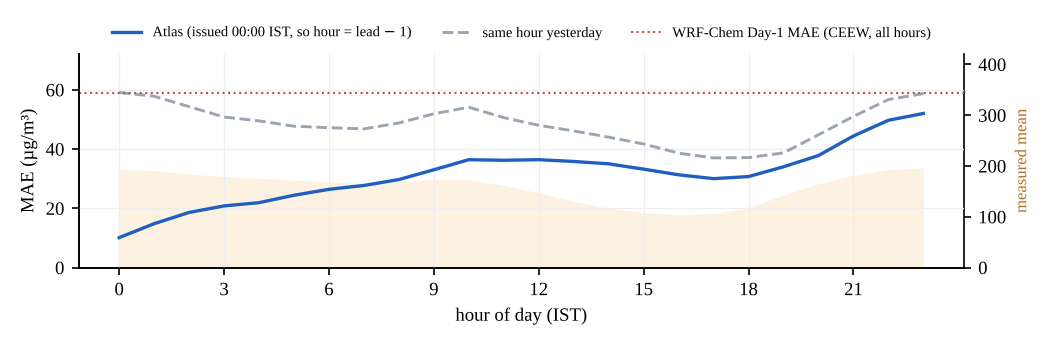 Atlas (issued 00:00 IST, so hour = lead − 1) same hour yesterday WRF-Chem Day-1 MAE (CEEW, all hours)
MAE (µg/m³)
60
40
20
0
400
300
200
100
0
measured mean
0 3 6 9 12 15 18 21
hour of day (IST)